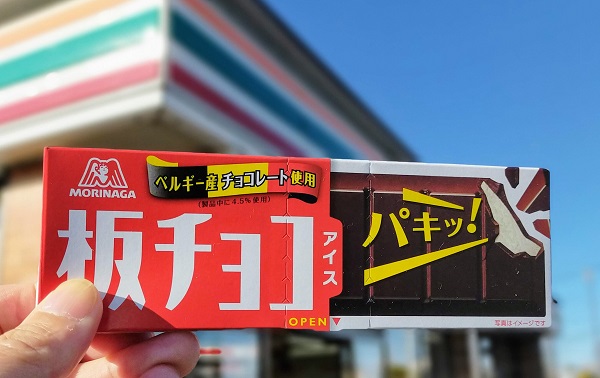 MORINAGA
ベルギー産チョコレート使用
(製品中に4.5%使用)
板チョコ
アイス
パキッ!
OPEN
写真はイメージです